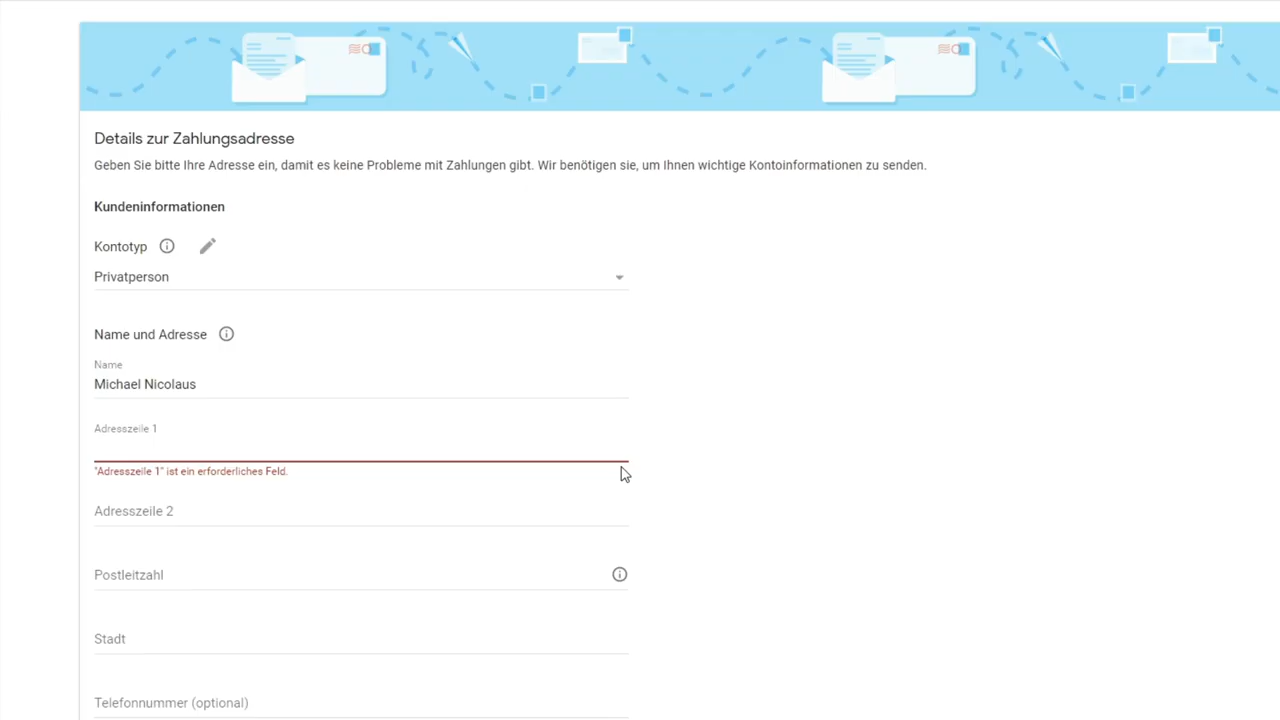 Details zur Zahlungsadresse
Geben Sie bitte Ihre Adresse ein, damit es keine Probleme mit Zahlungen gibt. Wir benötigen sie, um Ihnen wichtige Kontoinformationen zu senden.
Kundeninformationen
Kontotyp
Privatperson
Name und Adresse
Name
Michael Nicolaus
Adresszeile 1
"Adresszeile 1" ist ein erforderliches Feld.
Adresszeile 2
Postleitzahl
Stadt
Telefonnummer (optional)